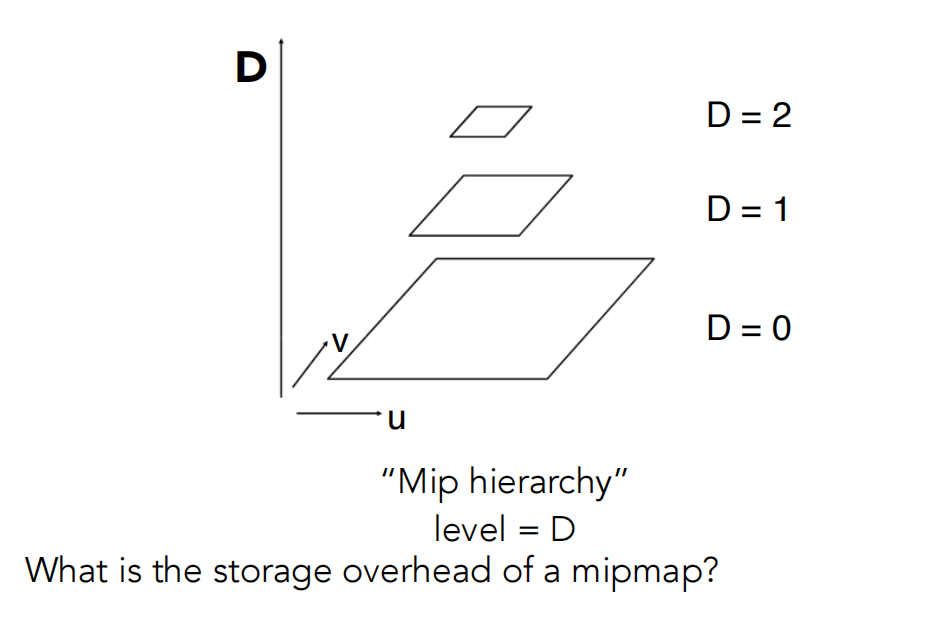 D
D = 2
D = 1
D = 0
v
u
“Mip hierarchy”
level = D
What is the storage overhead of a mipmap?